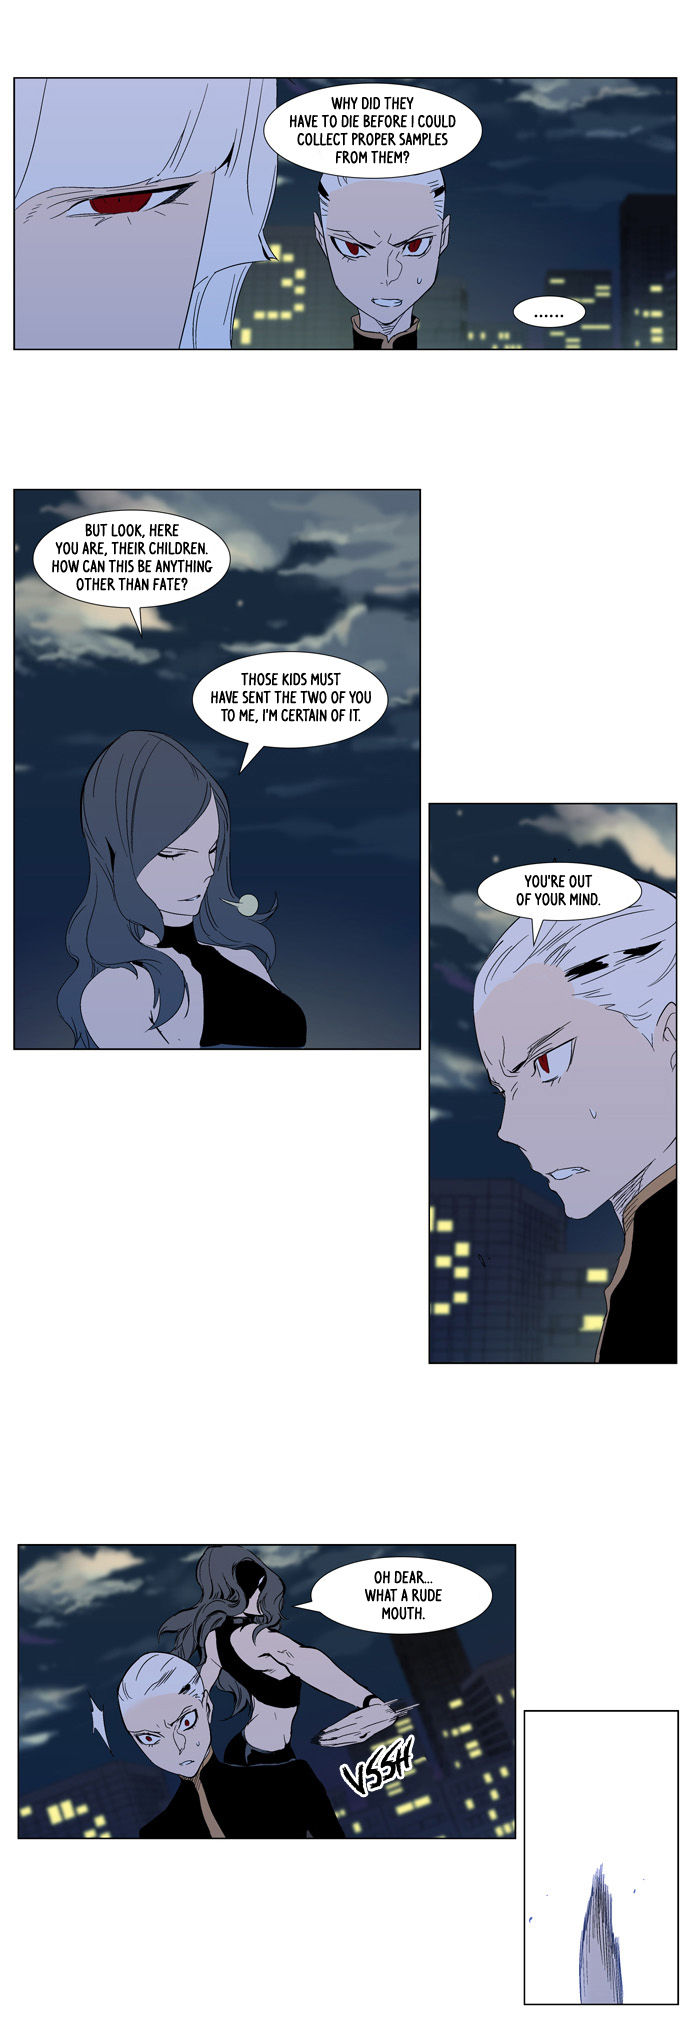 WHY DID THEY
HAVE TO DIE BEFORE I COULD
COLLECT PROPER SAMPLES
FROM THEM?
......
BUT LOOK, HERE
YOU ARE, THEIR CHILDREN.
HOW CAN THIS BE ANYTHING
OTHER THAN FATE?
THOSE KIDS MUST
HAVE SENT THE TWO OF YOU
TO ME, I'M CERTAIN OF IT.
YOU'RE OUT
OF YOUR MIND.
OH DEAR...
WHAT A RUDE
MOUTH.
VSSH